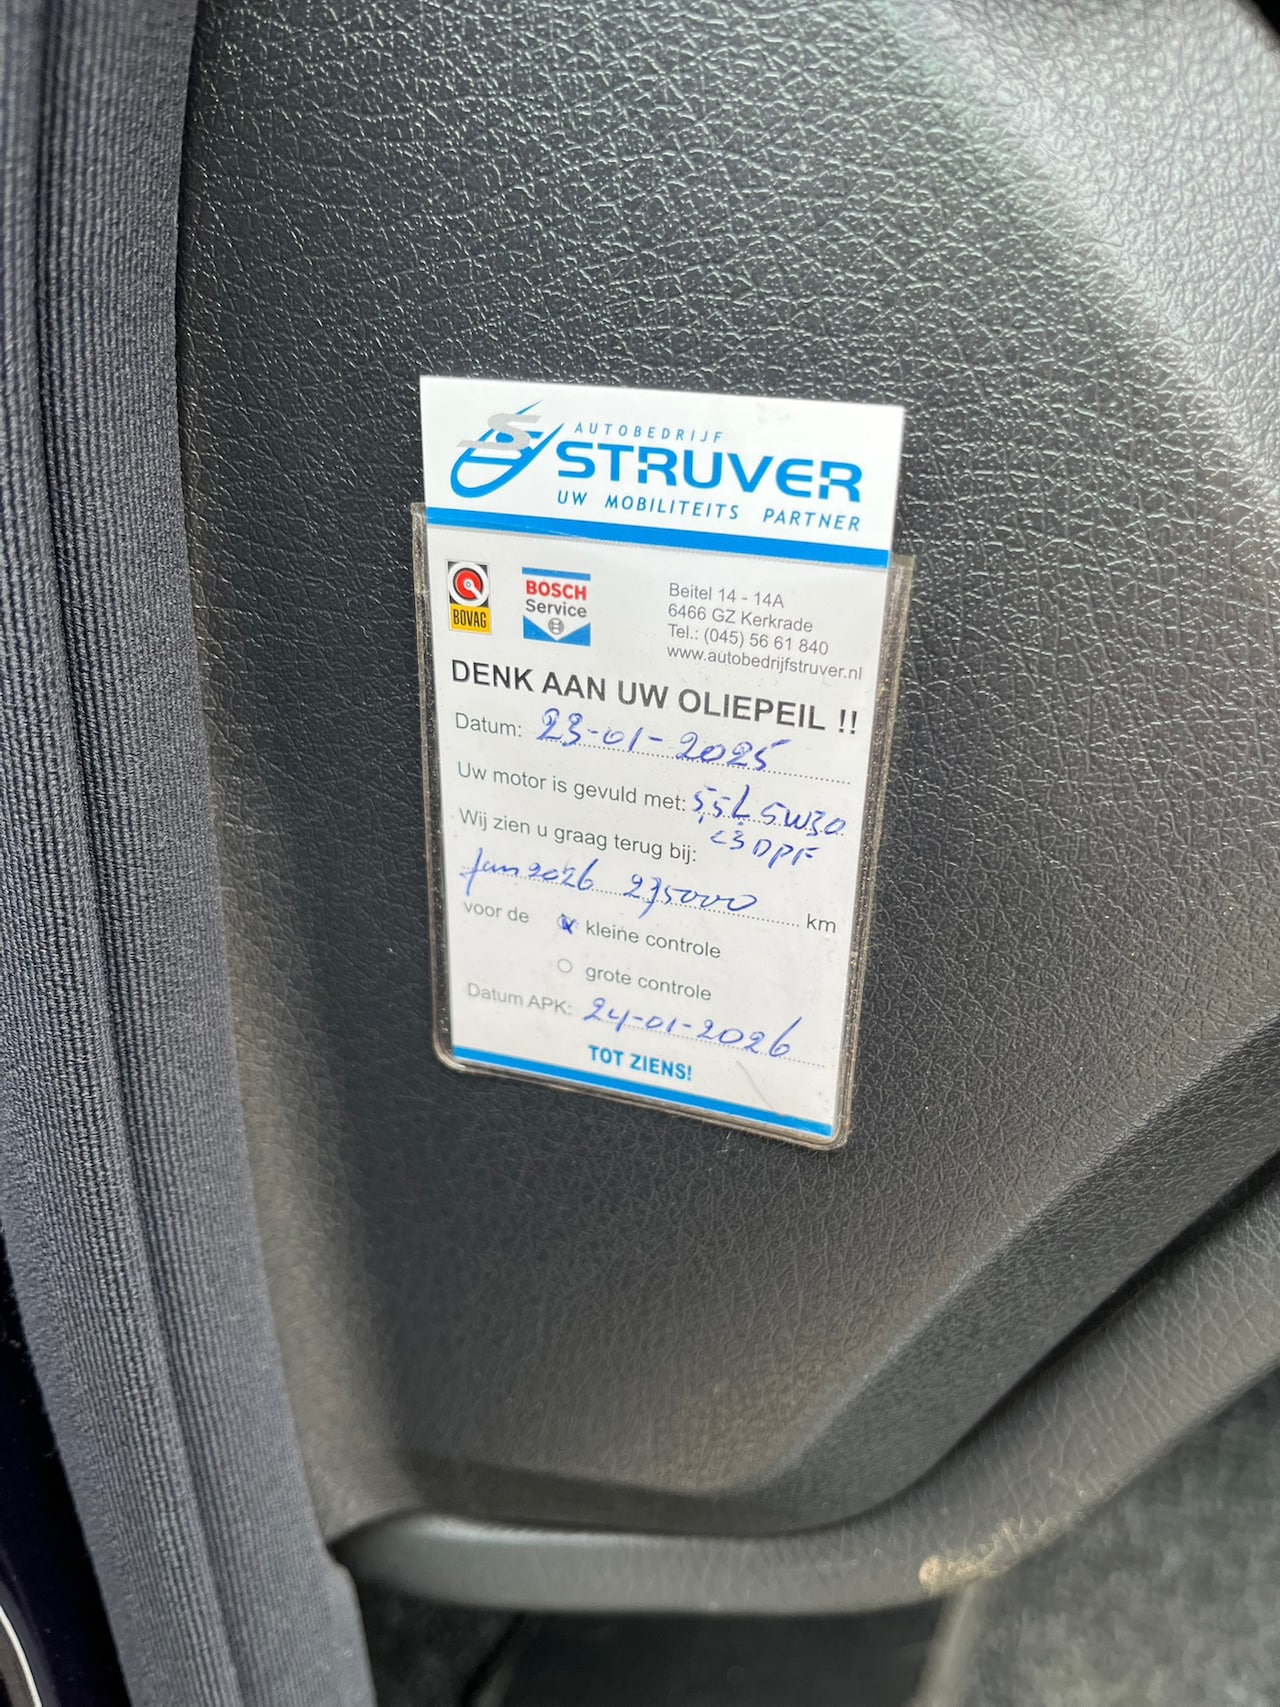 AUTOBEDRIJF
STRUVER
UW MOBILITEITS PARTNER
BOVAG
BOSCH
Service
Beitel 14 - 14A
6466 GZ Kerkrade
Tel.: (045) 56 61 840
www.autobedrijfstruver.nl
DENK AAN UW OLIEPEIL !!
Datum: 23-01-2025
Uw motor is gevuld met: 5,5L 5W30
C3 DPF
Wij zien u graag terug bij:
Jan 2026 275000 km
voor de kleine controle
grote controle
Datum APK: 24-01-2026
TOT ZIENS!